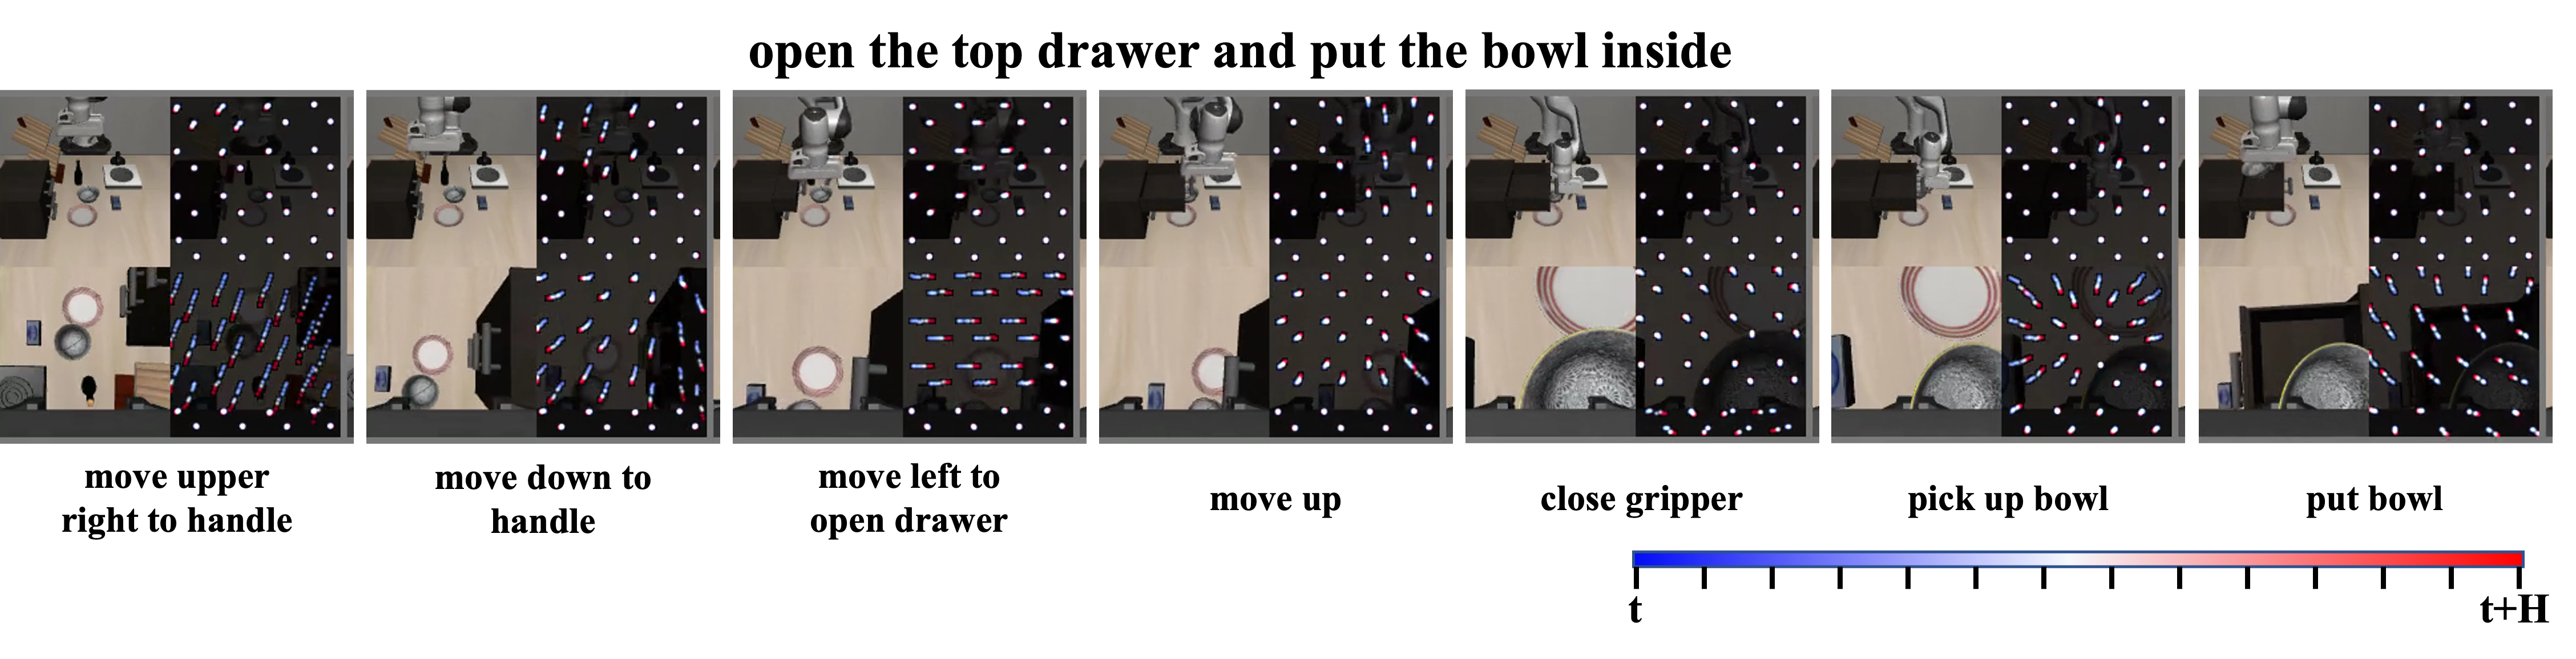 open the top drawer and put the bowl inside
move upper
right to handle
move down to
handle
move left to
open drawer
move up
close gripper
pick up bowl
put bowl
t
t+H